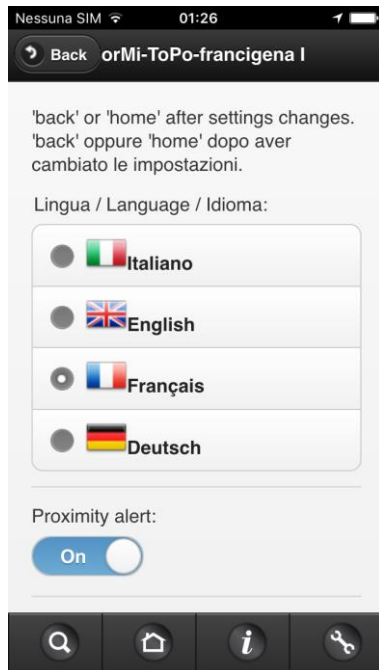 Nessuna SIM 01:26
Back orMi-ToPo-francigena I
'back' or 'home' after settings changes.
'back' oppure 'home' dopo aver
cambiato le impostazioni.
Lingua / Language / Idioma:
Italiano
English
Français
Deutsch
Proximity alert:
On